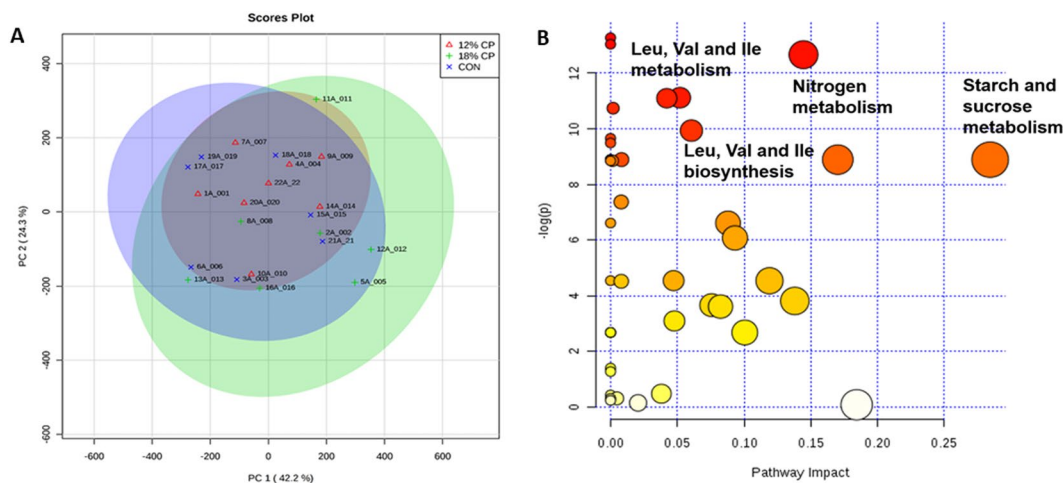 A
Scores Plot
12% CP
18% CP
CON
400
200
0
-200
-400
-600
PC 2 ( 24.3 %)
11A_011
7A_007
19A_019
18A_018
9A_009
17A_017
4A_004
22A_22
1A_001
20A_020
14A_014
15A_015
8A_008
2A_002
21A_21
12A_012
6A_006
10A_010
13A_013
3A_003
5A_005
16A_016
-600
-400
-200
0
200
400
600
PC 1 ( 42.2 %)
B
Leu, Val and Ile
metabolism
Nitrogen
metabolism
Starch and
sucrose
metabolism
Leu, Val and Ile
biosynthesis
-log(p)
12
10
8
6
4
2
0
0.00
0.05
0.10
0.15
0.20
0.25
Pathway Impact